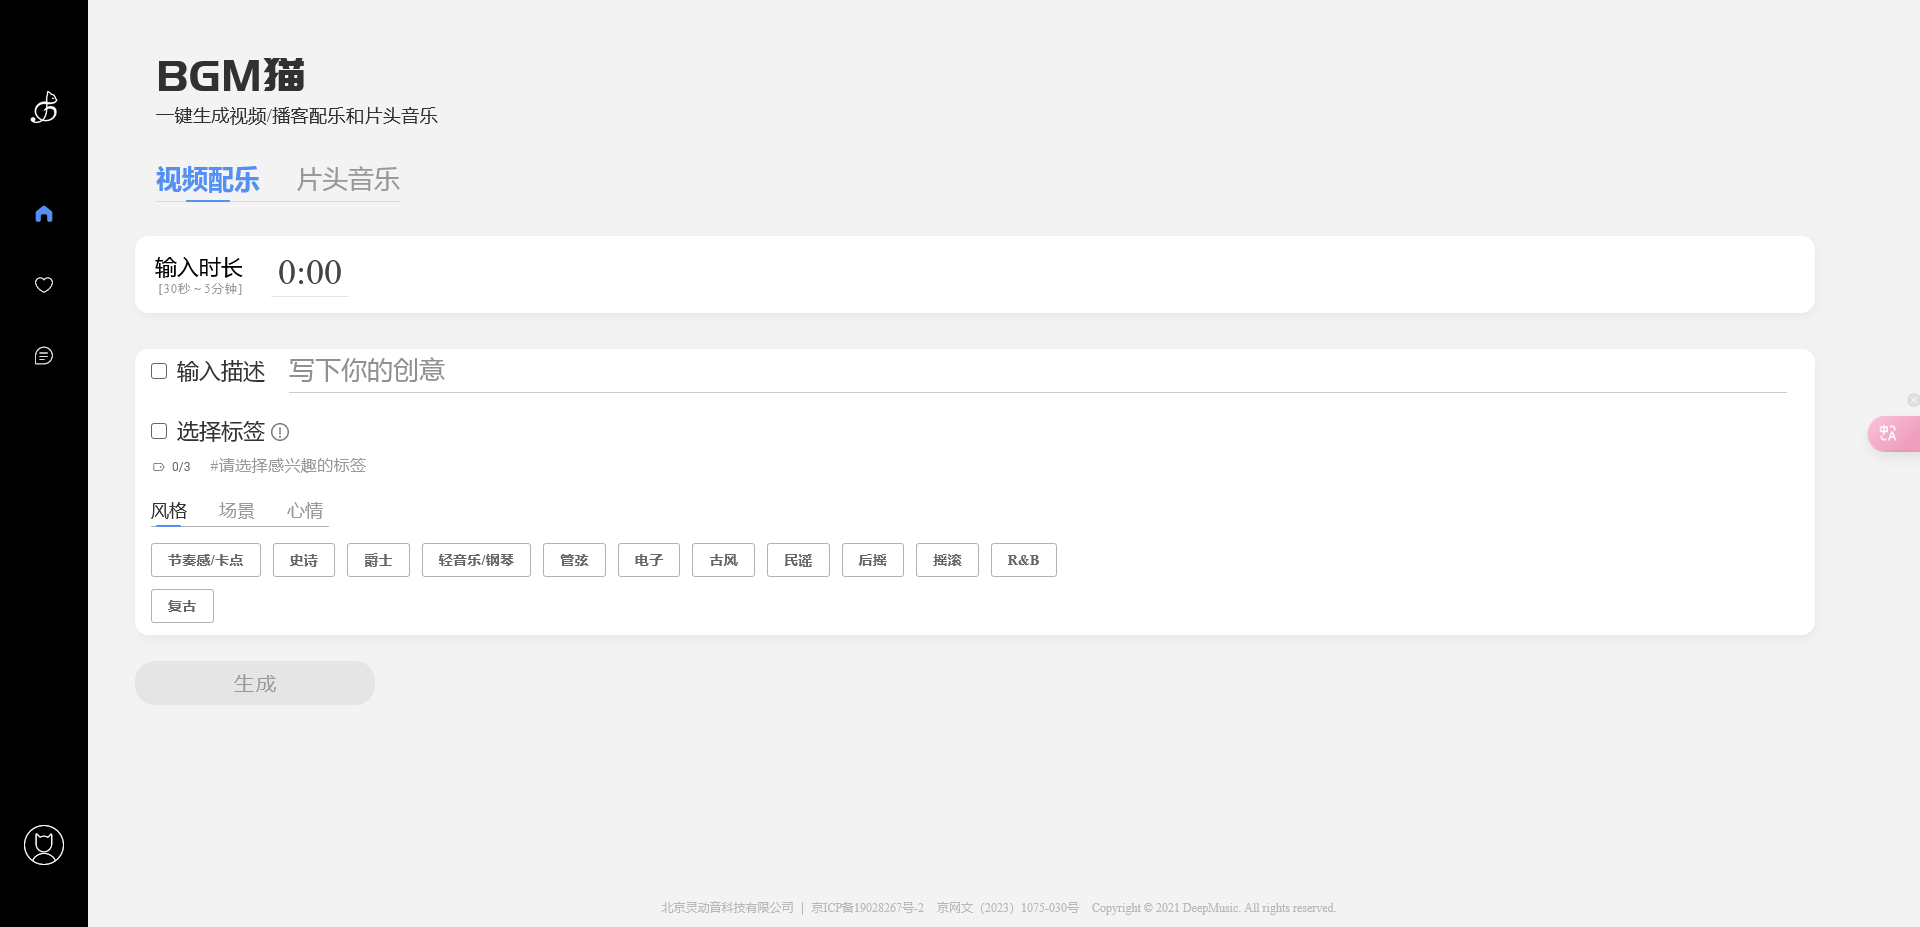 BGM猫
一键生成视频/播客配乐和片头音乐
视频配乐 片头音乐
输入时长 0:00
[30秒～5分钟]
输入描述 写下你的创意
选择标签
0/3 #请选择感兴趣的标签
风格 场景 心情
节奏感/卡点 史诗 爵士 轻音乐/钢琴 管弦 电子 古风 民谣 后摇 摇滚 R&B
复古
生成
北京灵动音科技有限公司 | 京ICP备19028267号-2 京网文（2023）1075-030号 Copyright © 2021 DeepMusic. All rights reserved.